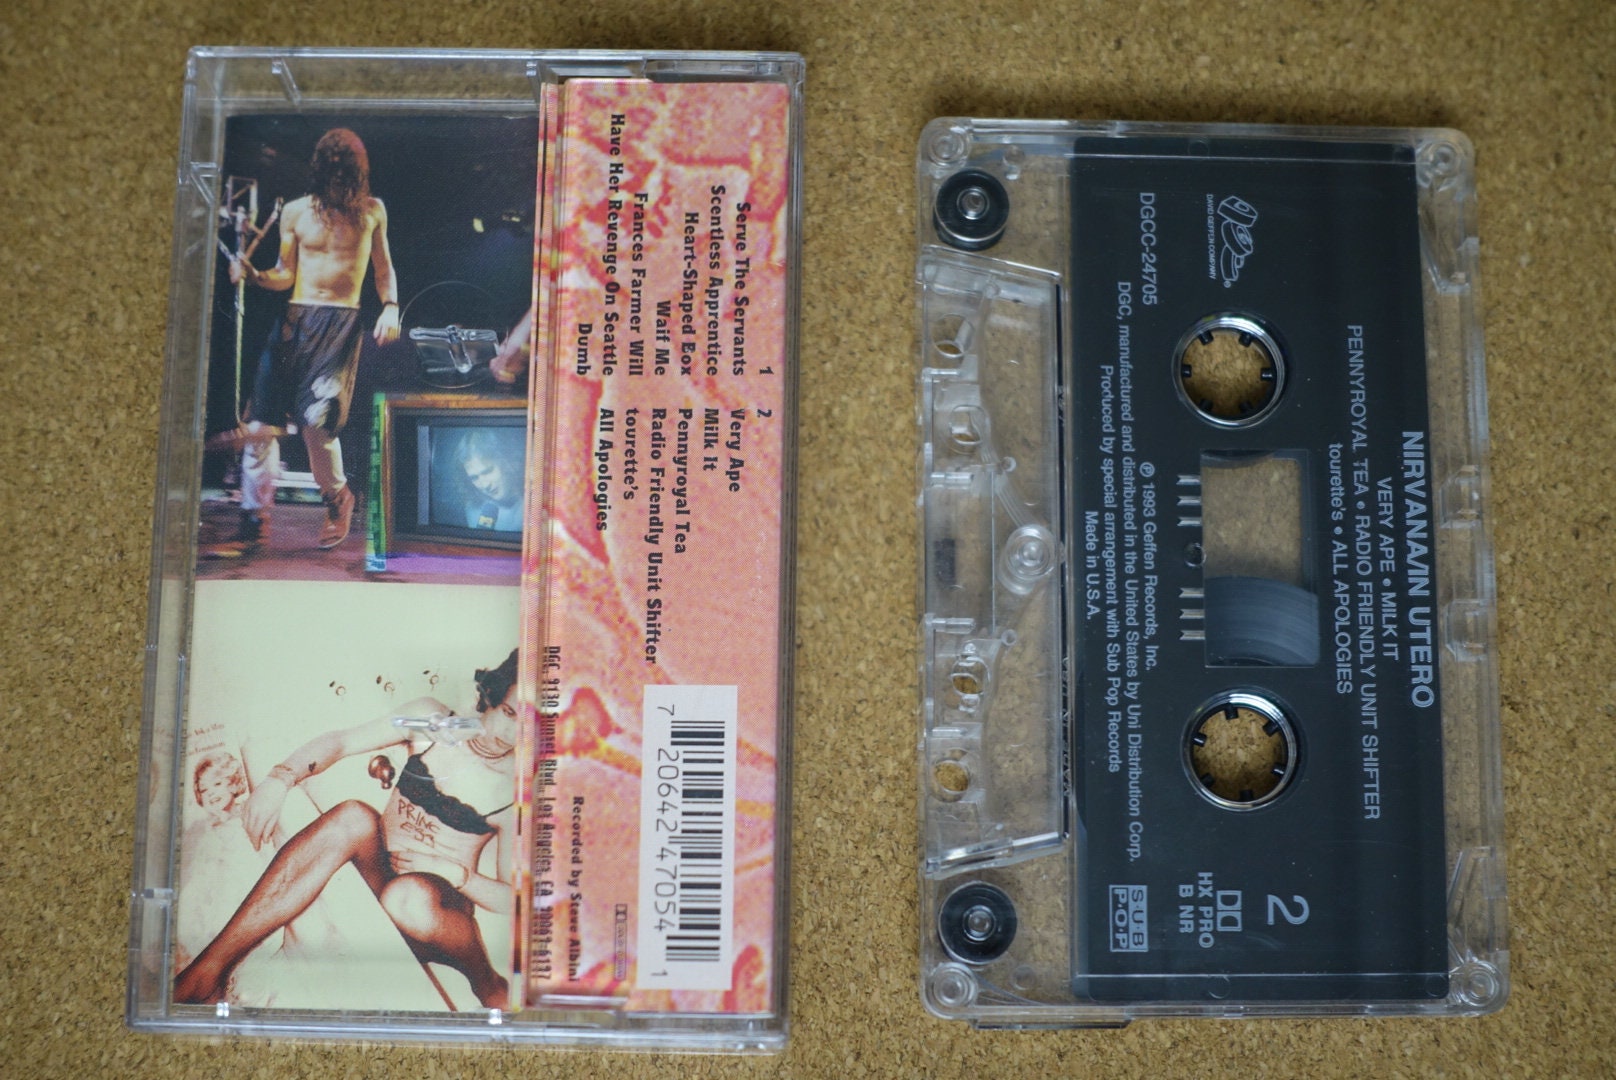 1
Serve The Servants
Scentless Apprentice
Heart-Shaped Box
Waif Me
Frances Farmer Will
Have Her Revenge On Seattle
Dumb
2
Very Ape
Milk It
Pennyroyal Tea
Radio Friendly Unit Shifter
tourette's
All Apologies
7 20642 47054 1
Recorded by Steve Albini
DGC 9130 Sunset Blvd. Los Angeles, CA 90069-6197
NIRVANA/IN UTERO
VERY APE • MILK IT
PENNYROYAL TEA • RADIO FRIENDLY UNIT SHIFTER
tourette's • ALL APOLOGIES
DAVID GEFFEN COMPANY
DGCC-24705
2
HX PRO
B NR
℗ 1993 Geffen Records, Inc.
DGC, manufactured and distributed in the United States by Uni Distribution Corp.
Produced by special arrangement with Sub Pop Records
Made in U.S.A.
S·U·B
P·O·P